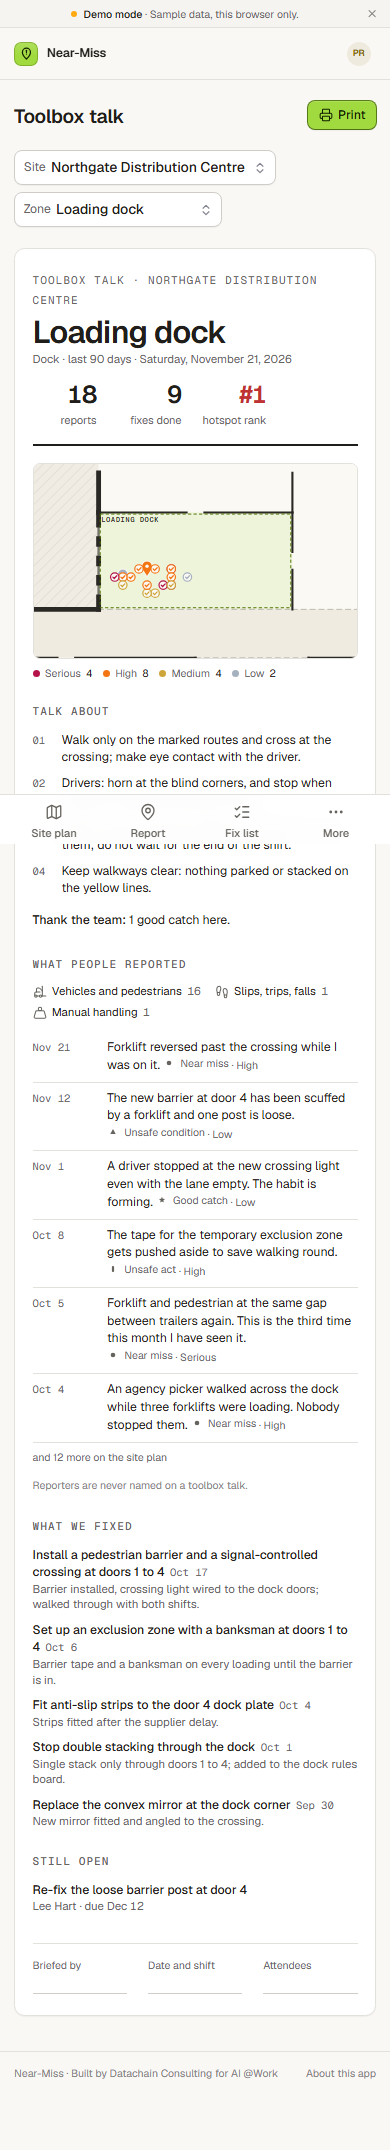 Demo mode · Sample data, this browser only.
Near-Miss
PR
Toolbox talk
Print
Site Northgate Distribution Centre
Zone Loading dock
TOOLBOX TALK · NORTHGATE DISTRIBUTION
CENTRE
Loading dock
Dock · last 90 days · Saturday, November 21, 2026
18 9 #1
reports fixes done hotspot rank
LOADING DOCK
Serious 4 High 8 Medium 4 Low 2
TALK ABOUT
01 Walk only on the marked routes and cross at the
crossing; make eye contact with the driver.
02 Drivers: horn at the blind corners, and stop when
Site plan Report Fix list More
them, do not wait for the end of the shift.
04 Keep walkways clear: nothing parked or stacked on
the yellow lines.
Thank the team: 1 good catch here.
WHAT PEOPLE REPORTED
Vehicles and pedestrians 16 Slips, trips, falls 1
Manual handling 1
Nov 21 Forklift reversed past the crossing while I
was on it. Near miss · High
Nov 12 The new barrier at door 4 has been scuffed
by a forklift and one post is loose.
Unsafe condition · Low
Nov 1 A driver stopped at the new crossing light
even with the lane empty. The habit is
forming. Good catch · Low
Oct 8 The tape for the temporary exclusion zone
gets pushed aside to save walking round.
Unsafe act · High
Oct 5 Forklift and pedestrian at the same gap
between trailers again. This is the third time
this month I have seen it.
Near miss · Serious
Oct 4 An agency picker walked across the dock
while three forklifts were loading. Nobody
stopped them. Near miss · High
and 12 more on the site plan
Reporters are never named on a toolbox talk.
WHAT WE FIXED
Install a pedestrian barrier and a signal-controlled
crossing at doors 1 to 4 Oct 17
Barrier installed, crossing light wired to the dock doors;
walked through with both shifts.
Set up an exclusion zone with a banksman at doors 1 to
4 Oct 6
Barrier tape and a banksman on every loading until the barrier
is in.
Fit anti-slip strips to the door 4 dock plate Oct 4
Strips fitted after the supplier delay.
Stop double stacking through the dock Oct 1
Single stack only through doors 1 to 4; added to the dock rules
board.
Replace the convex mirror at the dock corner Sep 30
New mirror fitted and angled to the crossing.
STILL OPEN
Re-fix the loose barrier post at door 4
Lee Hart · due Dec 12
Briefed by Date and shift Attendees
Near-Miss · Built by Datachain Consulting for AI @Work About this app